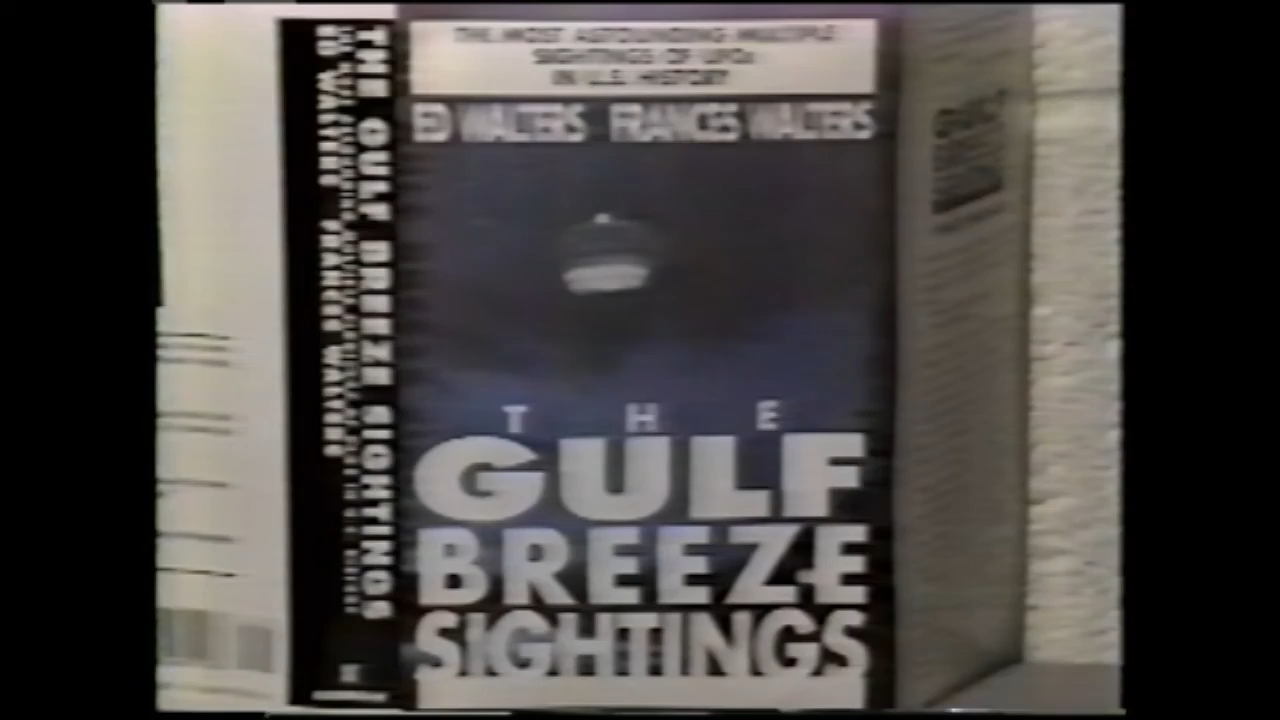 THE MOST ASTOUNDING MULTIPLE
SIGHTINGS OF UFOs
IN U.S. HISTORY
ED WALTERS FRANCES WALTERS
THE
GULF
BREEZE
SIGHTINGS
THE GULF BREEZE SIGHTINGS
ED WALTERS FRANCES WALTERS